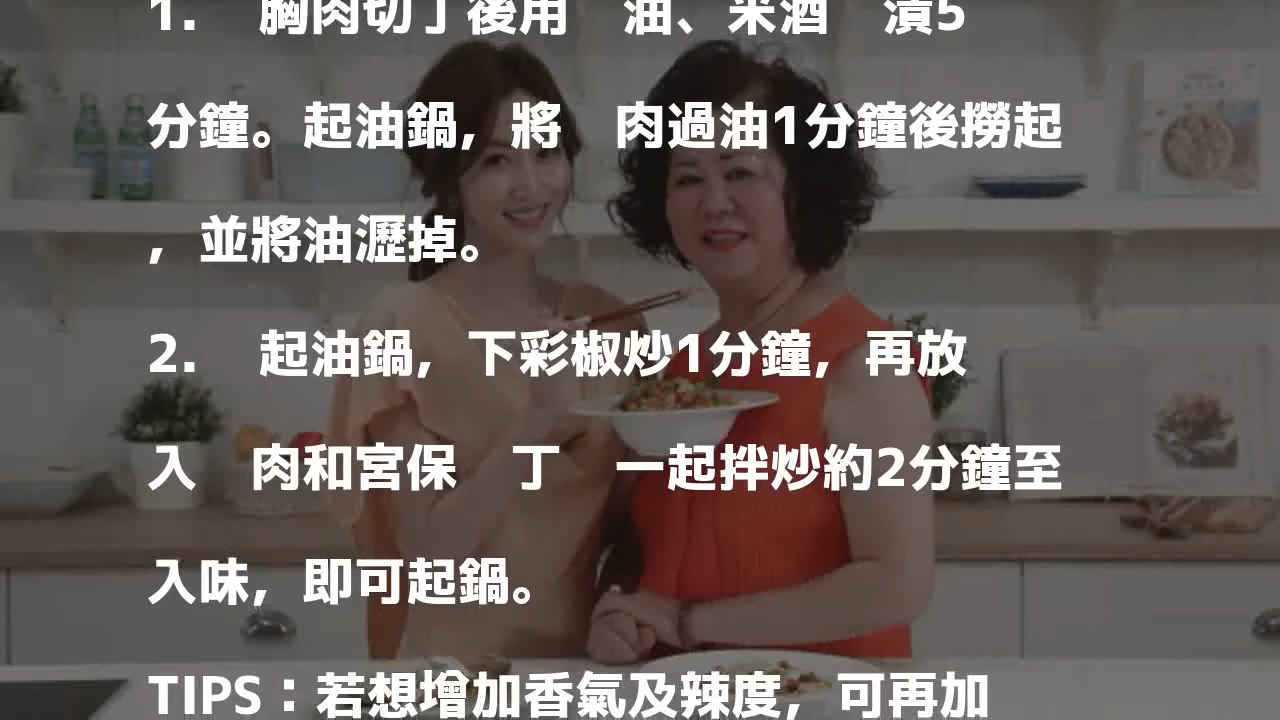 1. 胸肉切丁後用 油、米酒 漬5
分鐘。起油鍋，將 肉過油1分鐘後撈起
，並將油瀝掉。
2. 起油鍋，下彩椒炒1分鐘，再放
入 肉和宮保 丁 一起拌炒約2分鐘至
入味，即可起鍋。
TIPS：若想增加香氣及辣度，可再加